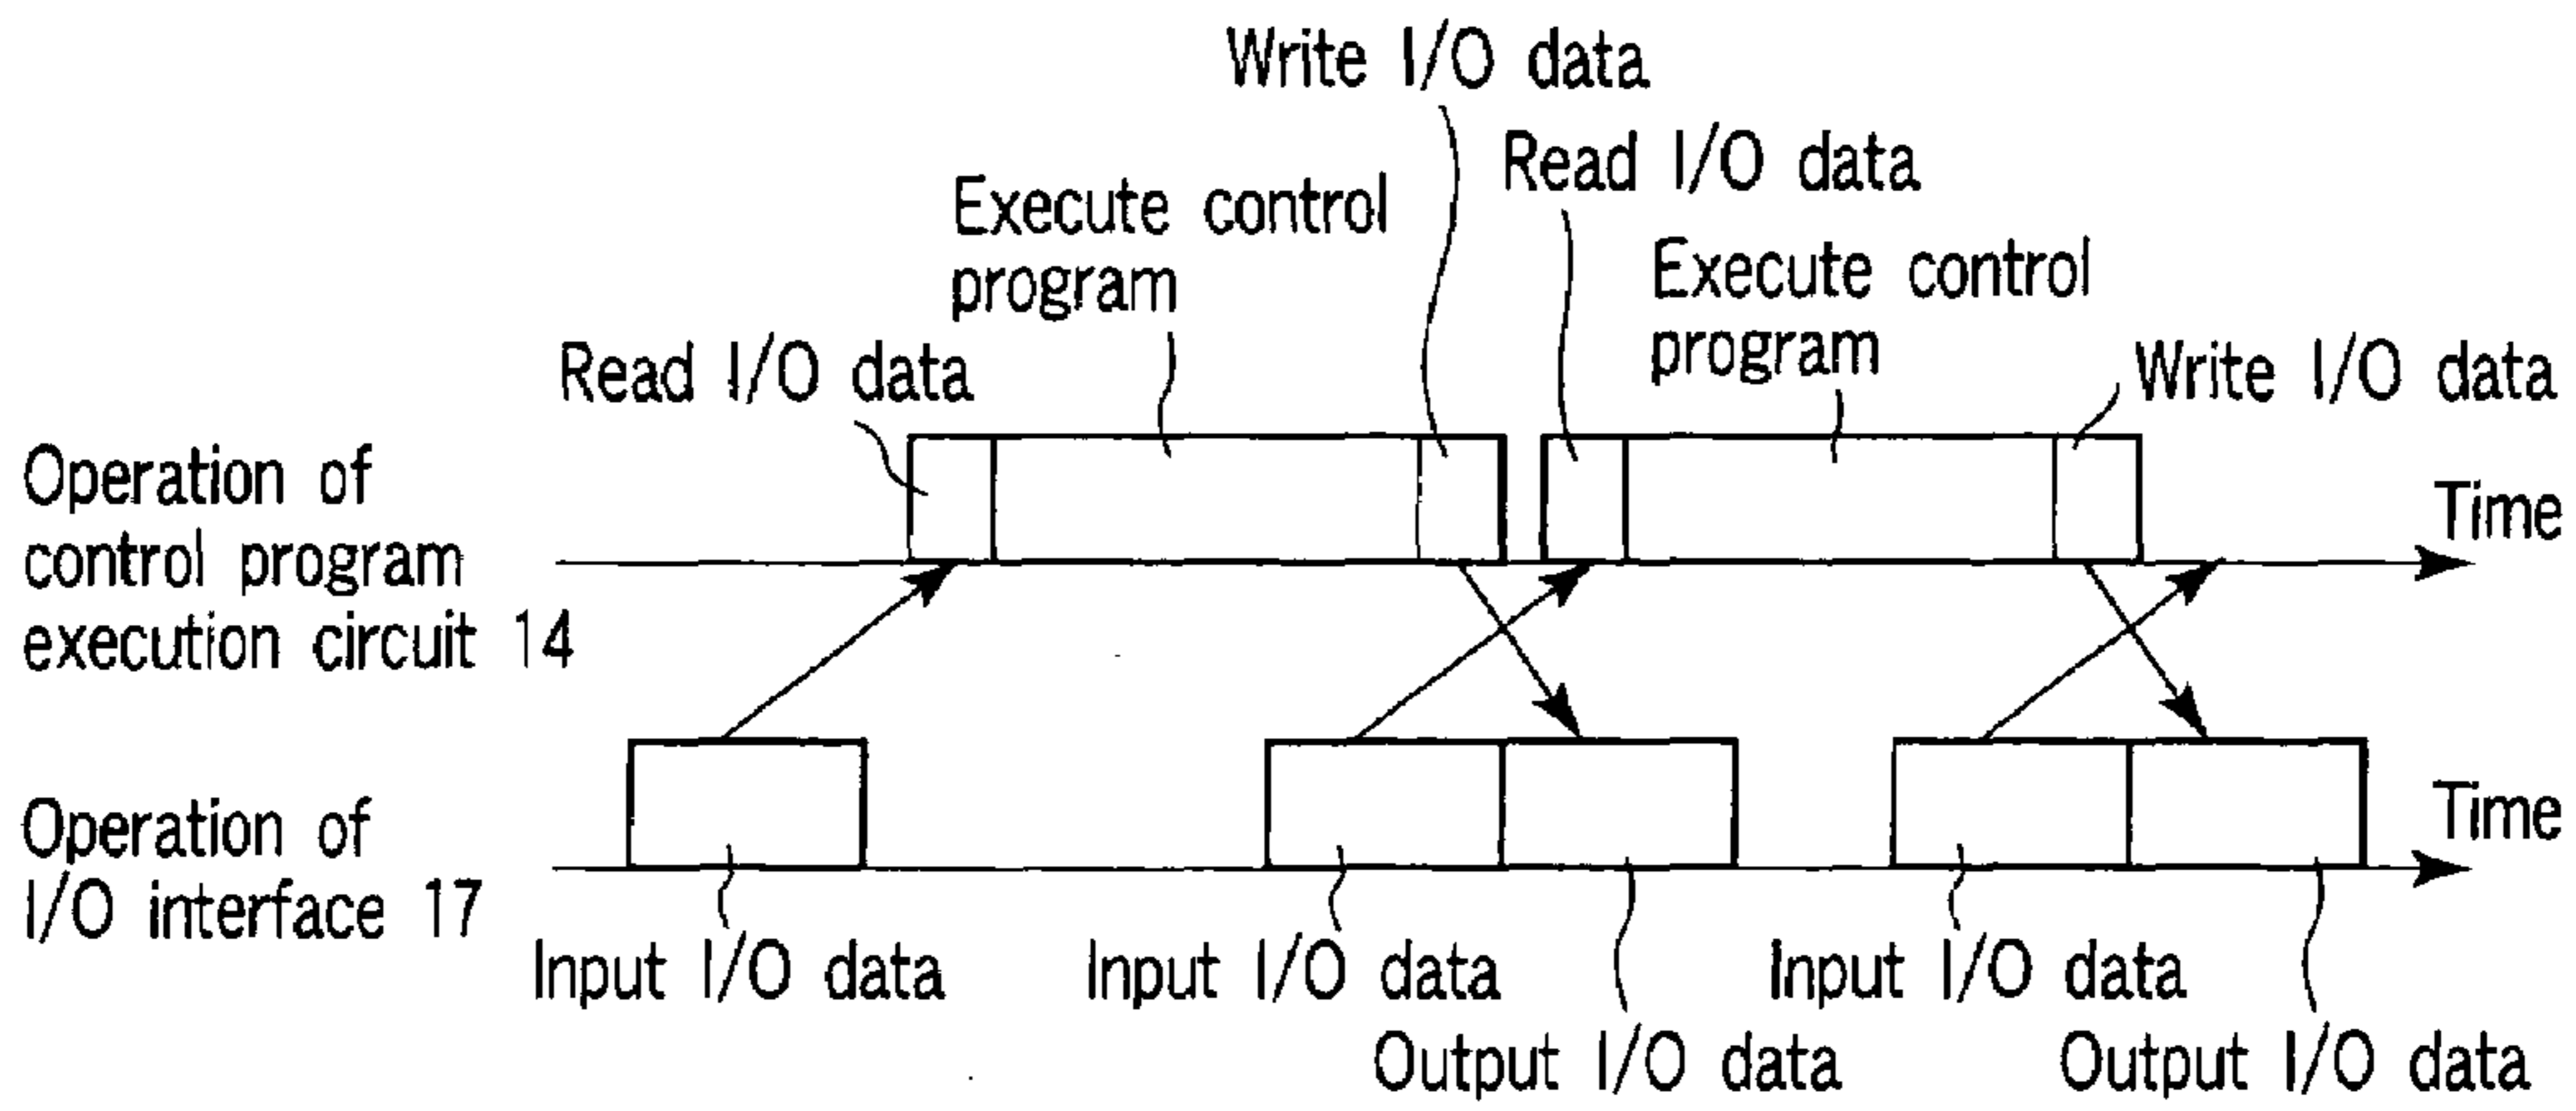 Write I/O data
Read I/O data
Execute control
program
Execute control
program
Read I/O data
Write I/O data
Operation of
control program
execution circuit 14
Time
Operation of
I/O interface 17
Time
Input I/O data
Input I/O data
Input I/O data
Output I/O data
Output I/O data